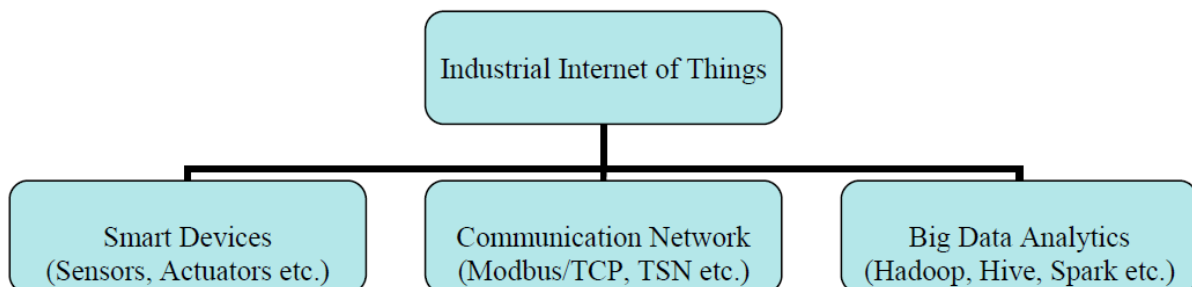 Industrial Internet of Things
Smart Devices
(Sensors, Actuators etc.)
Communication Network
(Modbus/TCP, TSN etc.)
Big Data Analytics
(Hadoop, Hive, Spark etc.)